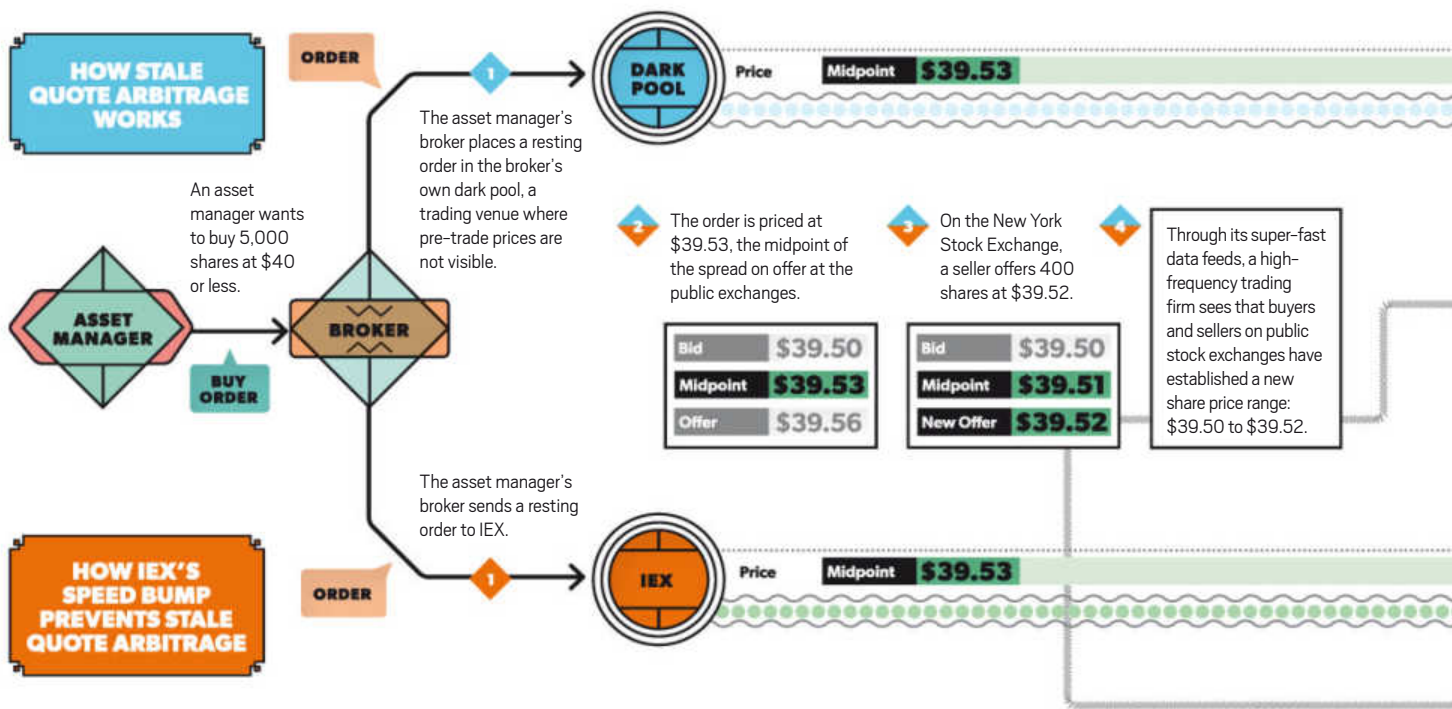 HOW STALE
QUOTE ARBITRAGE
WORKS
An asset
manager wants
to buy 5,000
shares at $40
or less.
ASSET
MANAGER
BUY
ORDER
BROKER
ORDER
1
The asset manager's
broker places a resting
order in the broker's
own dark pool, a
trading venue where
pre-trade prices are
not visible.
DARK
POOL
Price Midpoint $39.53
2
The order is priced at
$39.53, the midpoint of
the spread on offer at the
public exchanges.
Bid $39.50
Midpoint $39.53
Offer $39.56
3
On the New York
Stock Exchange,
a seller offers 400
shares at $39.52.
Bid $39.50
Midpoint $39.51
New Offer $39.52
4
Through its super-fast
data feeds, a high-
frequency trading
firm sees that buyers
and sellers on public
stock exchanges have
established a new
share price range:
$39.50 to $39.52.
HOW IEX'S
SPEED BUMP
PREVENTS STALE
QUOTE ARBITRAGE
ORDER
The asset manager's
broker sends a resting
order to IEX.
1
IEX
Price Midpoint $39.53